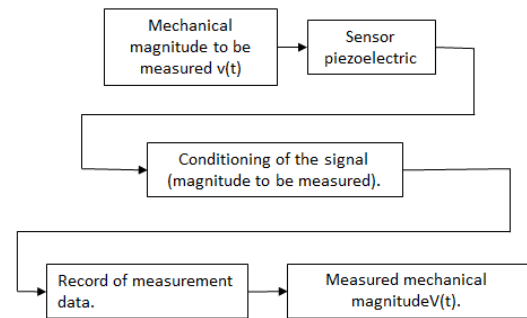 Mechanical
magnitude to be
measured v(t)
Sensor
piezoelectric
Conditioning of the signal
(magnitude to be measured).
Record of measurement
data.
Measured mechanical
magnitudeV(t).